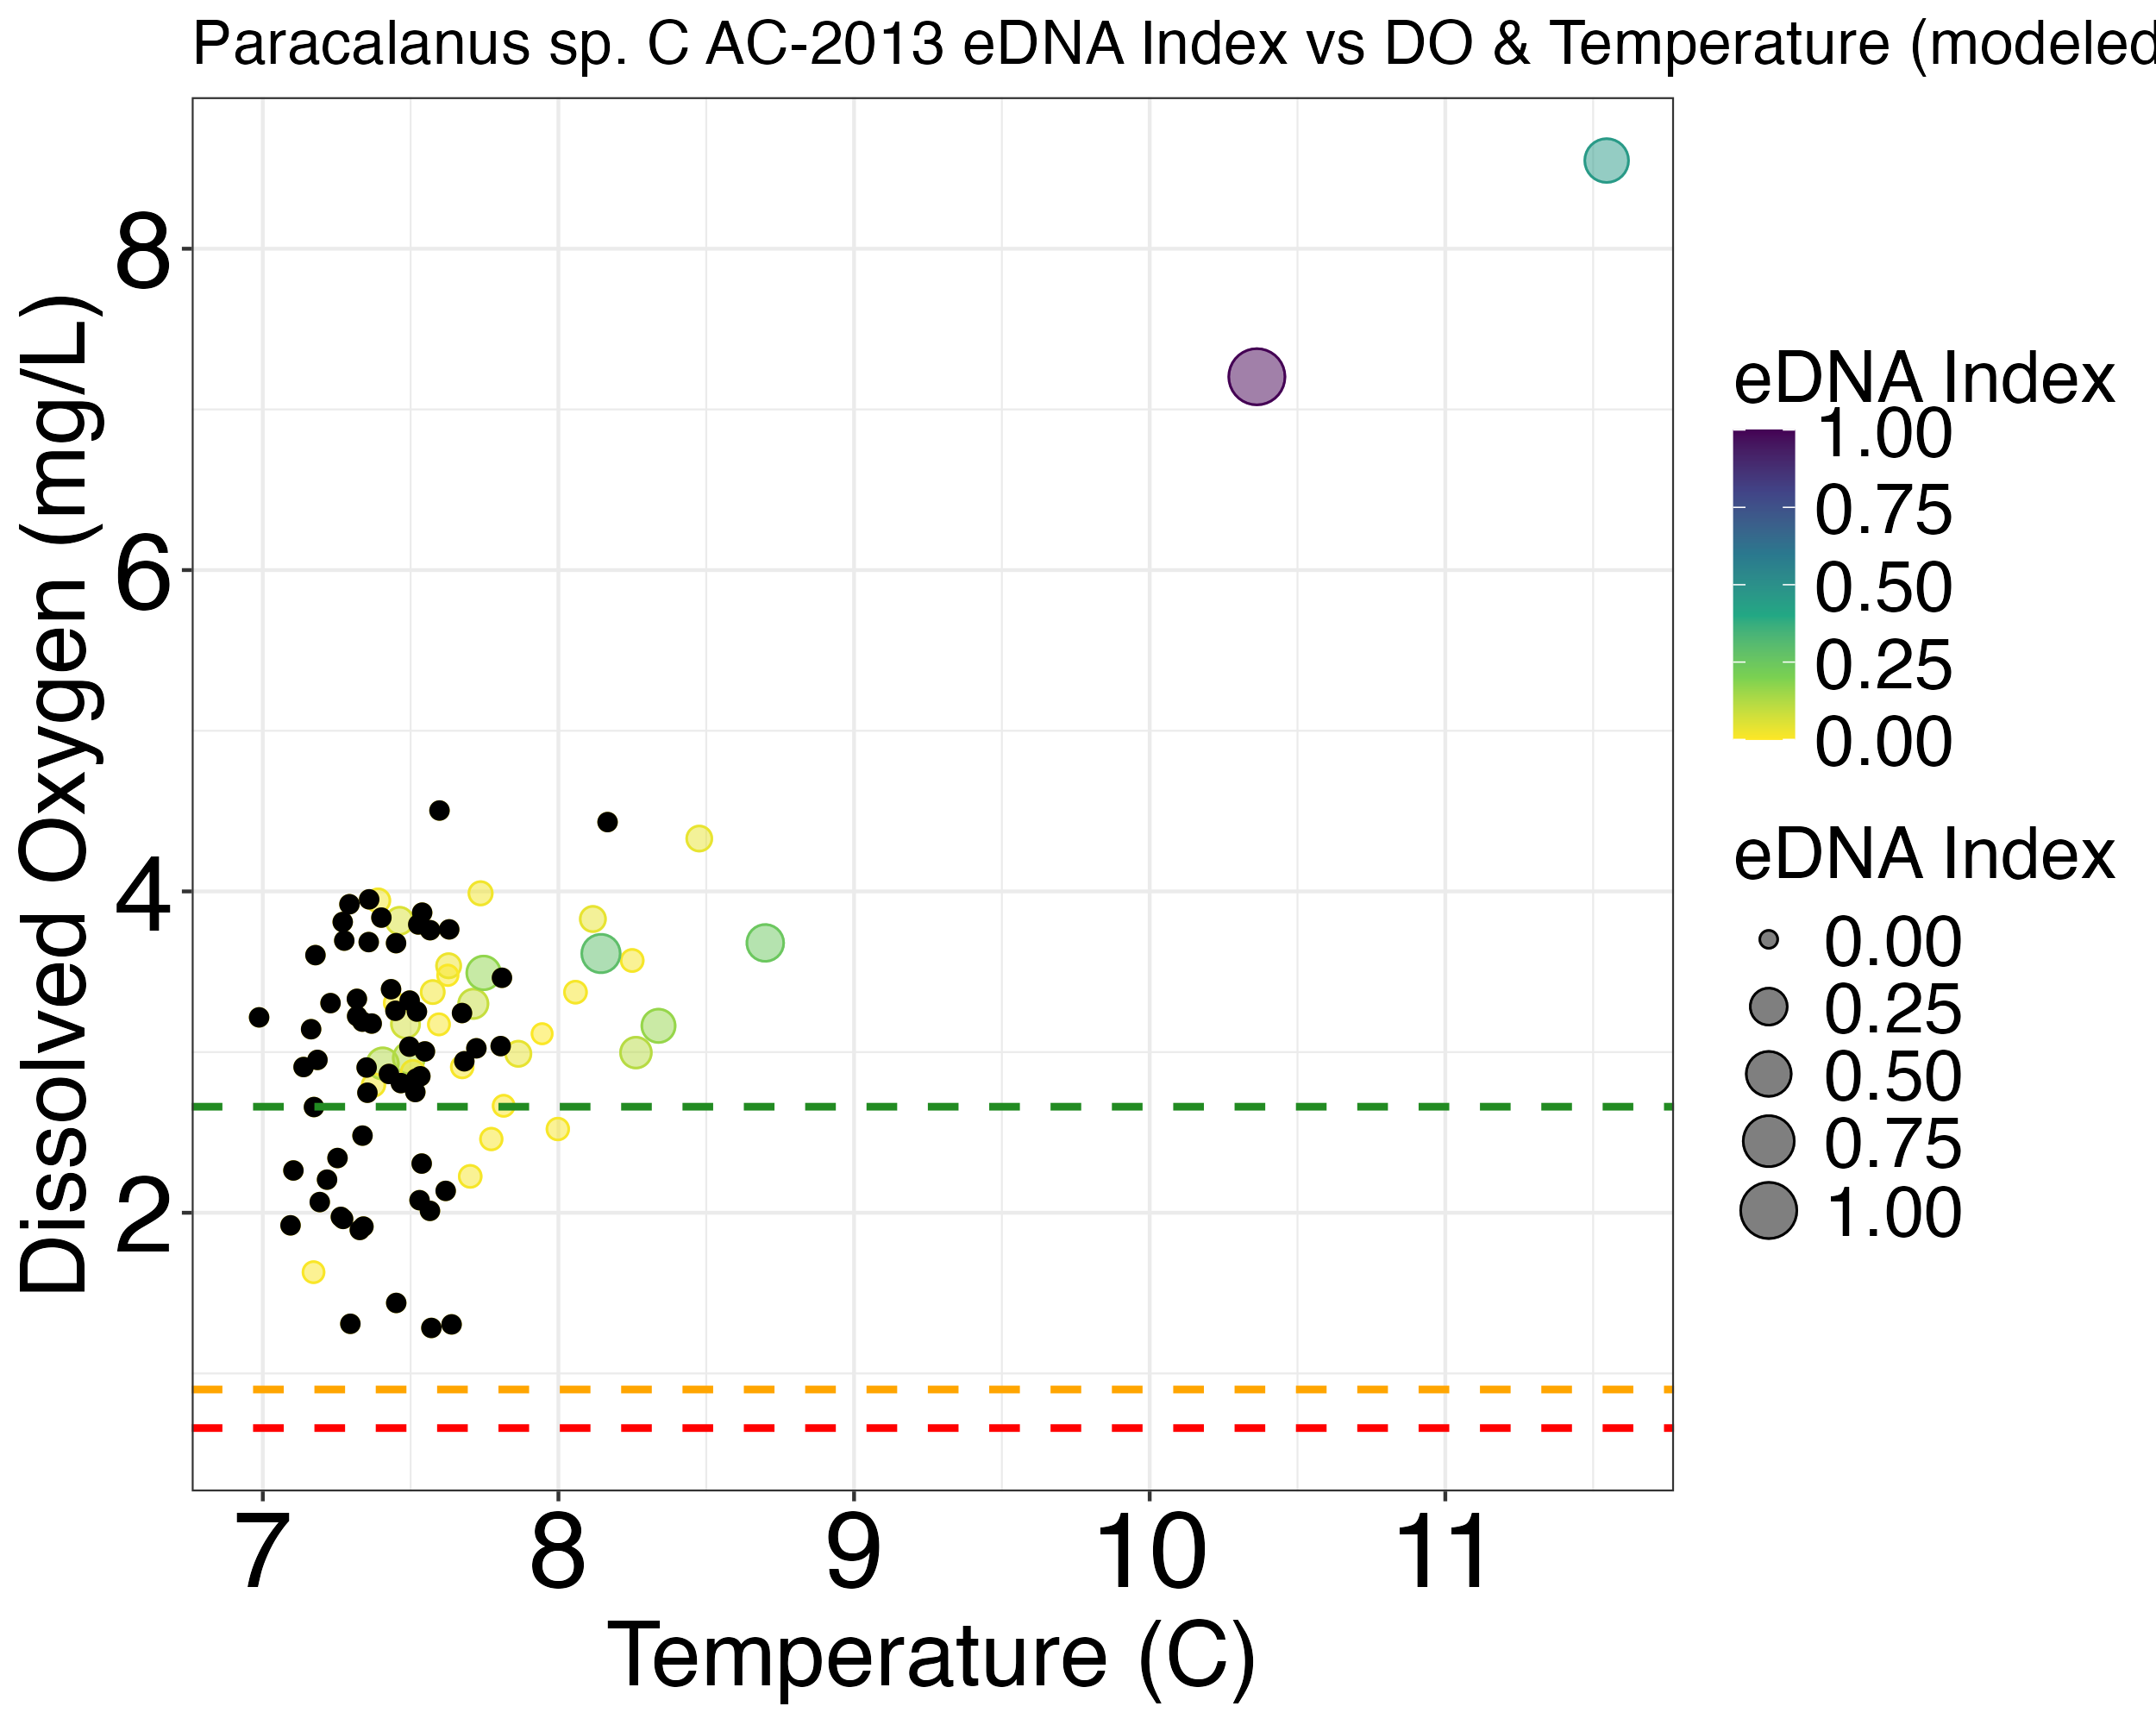 Paracalanus sp. C AC-2013 eDNA Index vs DO & Temperature (modeled
Dissolved Oxygen (mg/L)
8
6
4
2
7 8 9 10 11
Temperature (C)
eDNA Index
1.00
0.75
0.50
0.25
0.00
eDNA Index
0.00
0.25
0.50
0.75
1.00